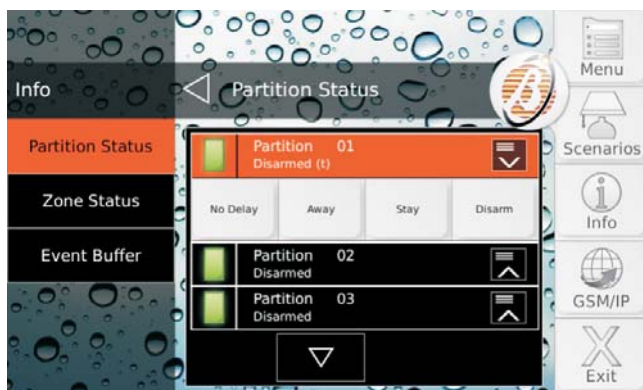 Info
Partition Status
Partition Status
Zone Status
Event Buffer
Partition 01
Disarmed (t)
No Delay
Away
Stay
Disarm
Partition 02
Disarmed
Partition 03
Disarmed
Menu
Scenarios
Info
GSM/IP
Exit